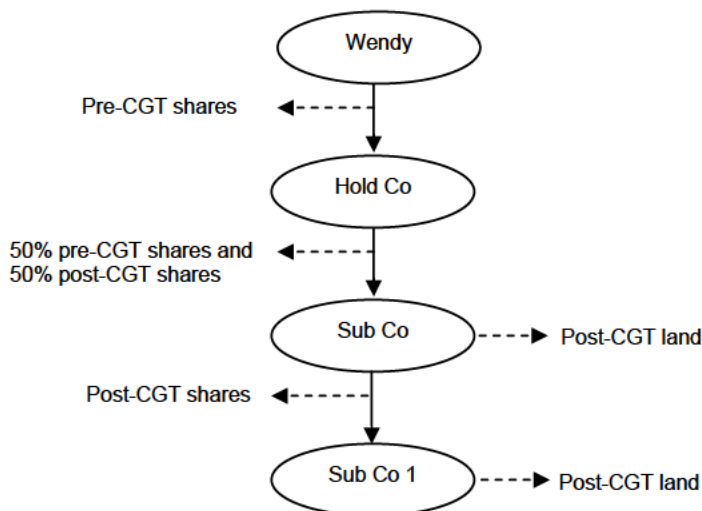 Wendy
Pre-CGT shares
Hold Co
50% pre-CGT shares and
50% post-CGT shares
Sub Co
Post-CGT land
Post-CGT shares
Sub Co 1
Post-CGT land